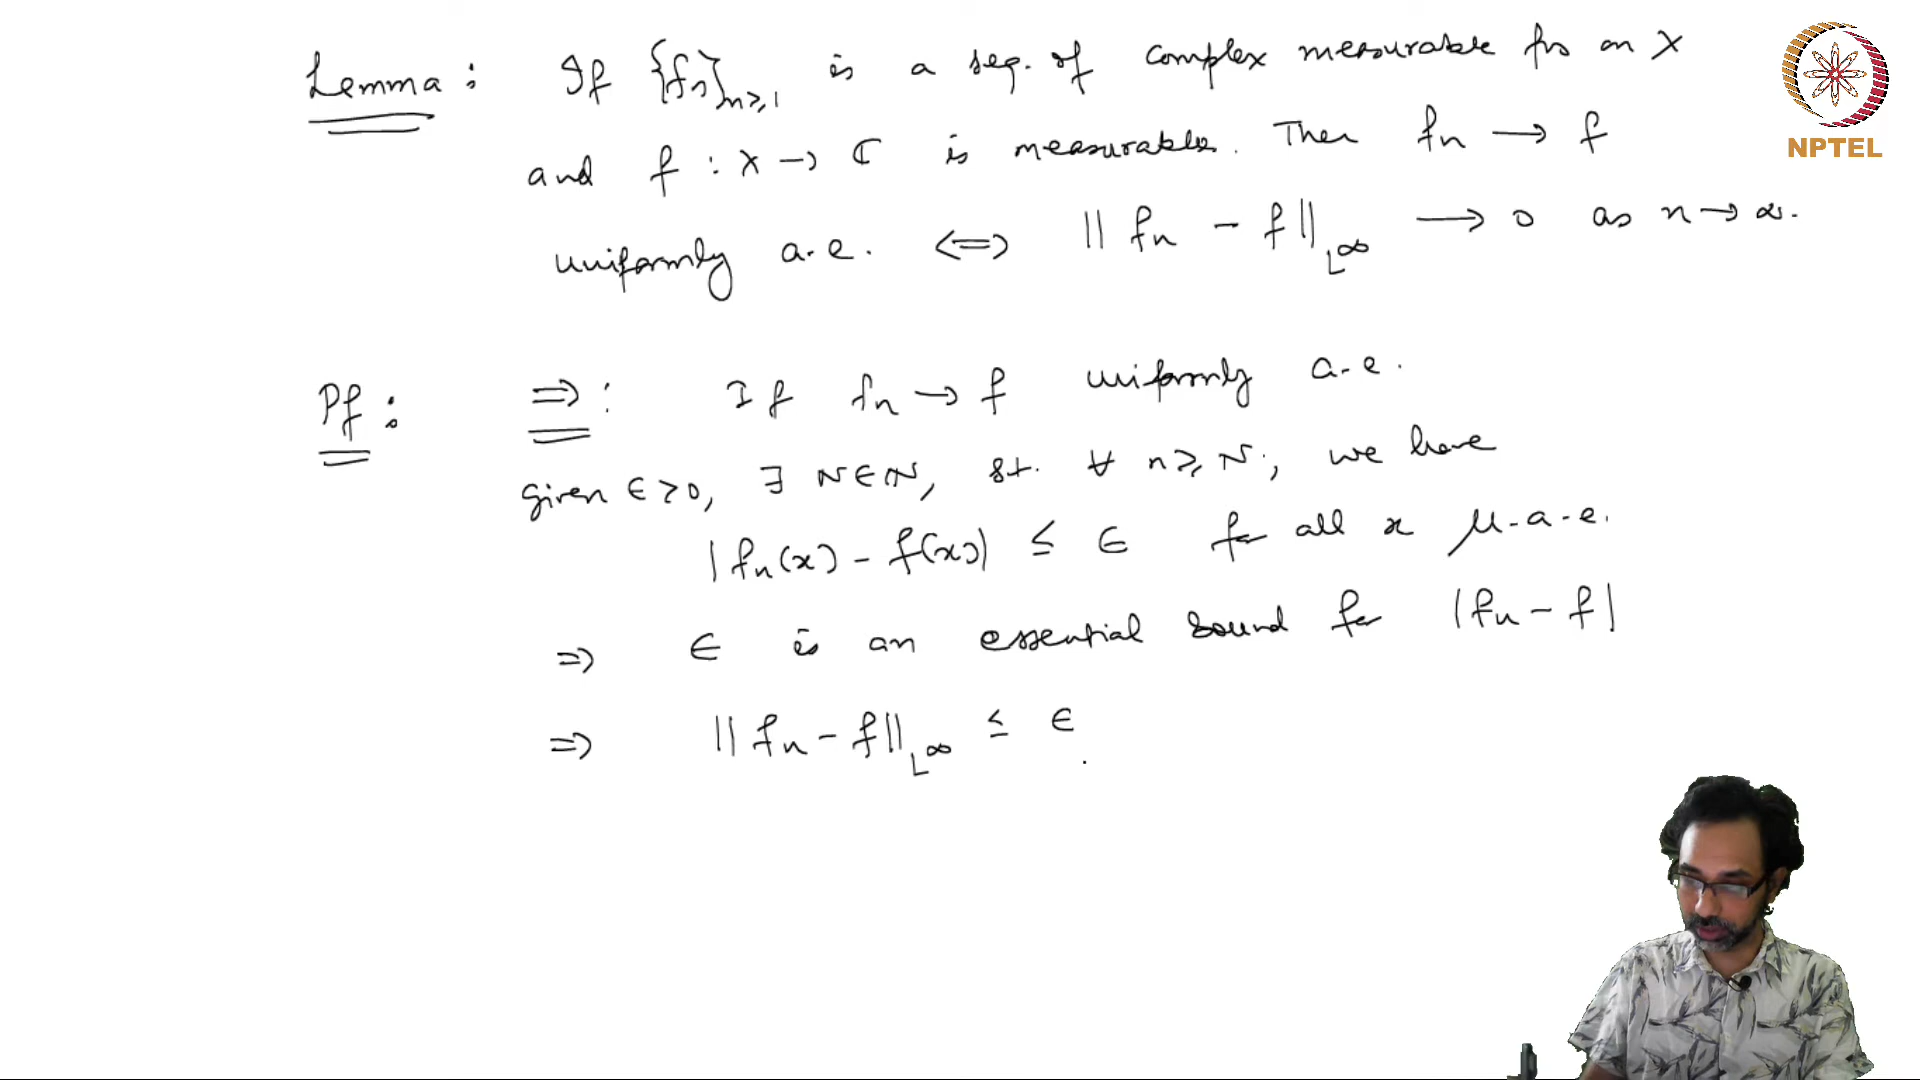 Lemma: If {fn}n≥1 is a seq. of complex measurable fns on X
and f : X → ℂ is measurable. Then fn → f
uniformly a.e. ⟺ || fn - f ||L∞ → 0 as n → ∞.
Pf: ⇒: If fn → f uniformly a.e.
given ϵ>0, ∃ N∈ℕ, st. ∀ n≥N, we have
|fn(x) - f(x)| ≤ ϵ for all x μ-a.e.
⇒ ϵ is an essential bound for |fn - f|
⇒ || fn - f ||L∞ ≤ ϵ
NPTEL